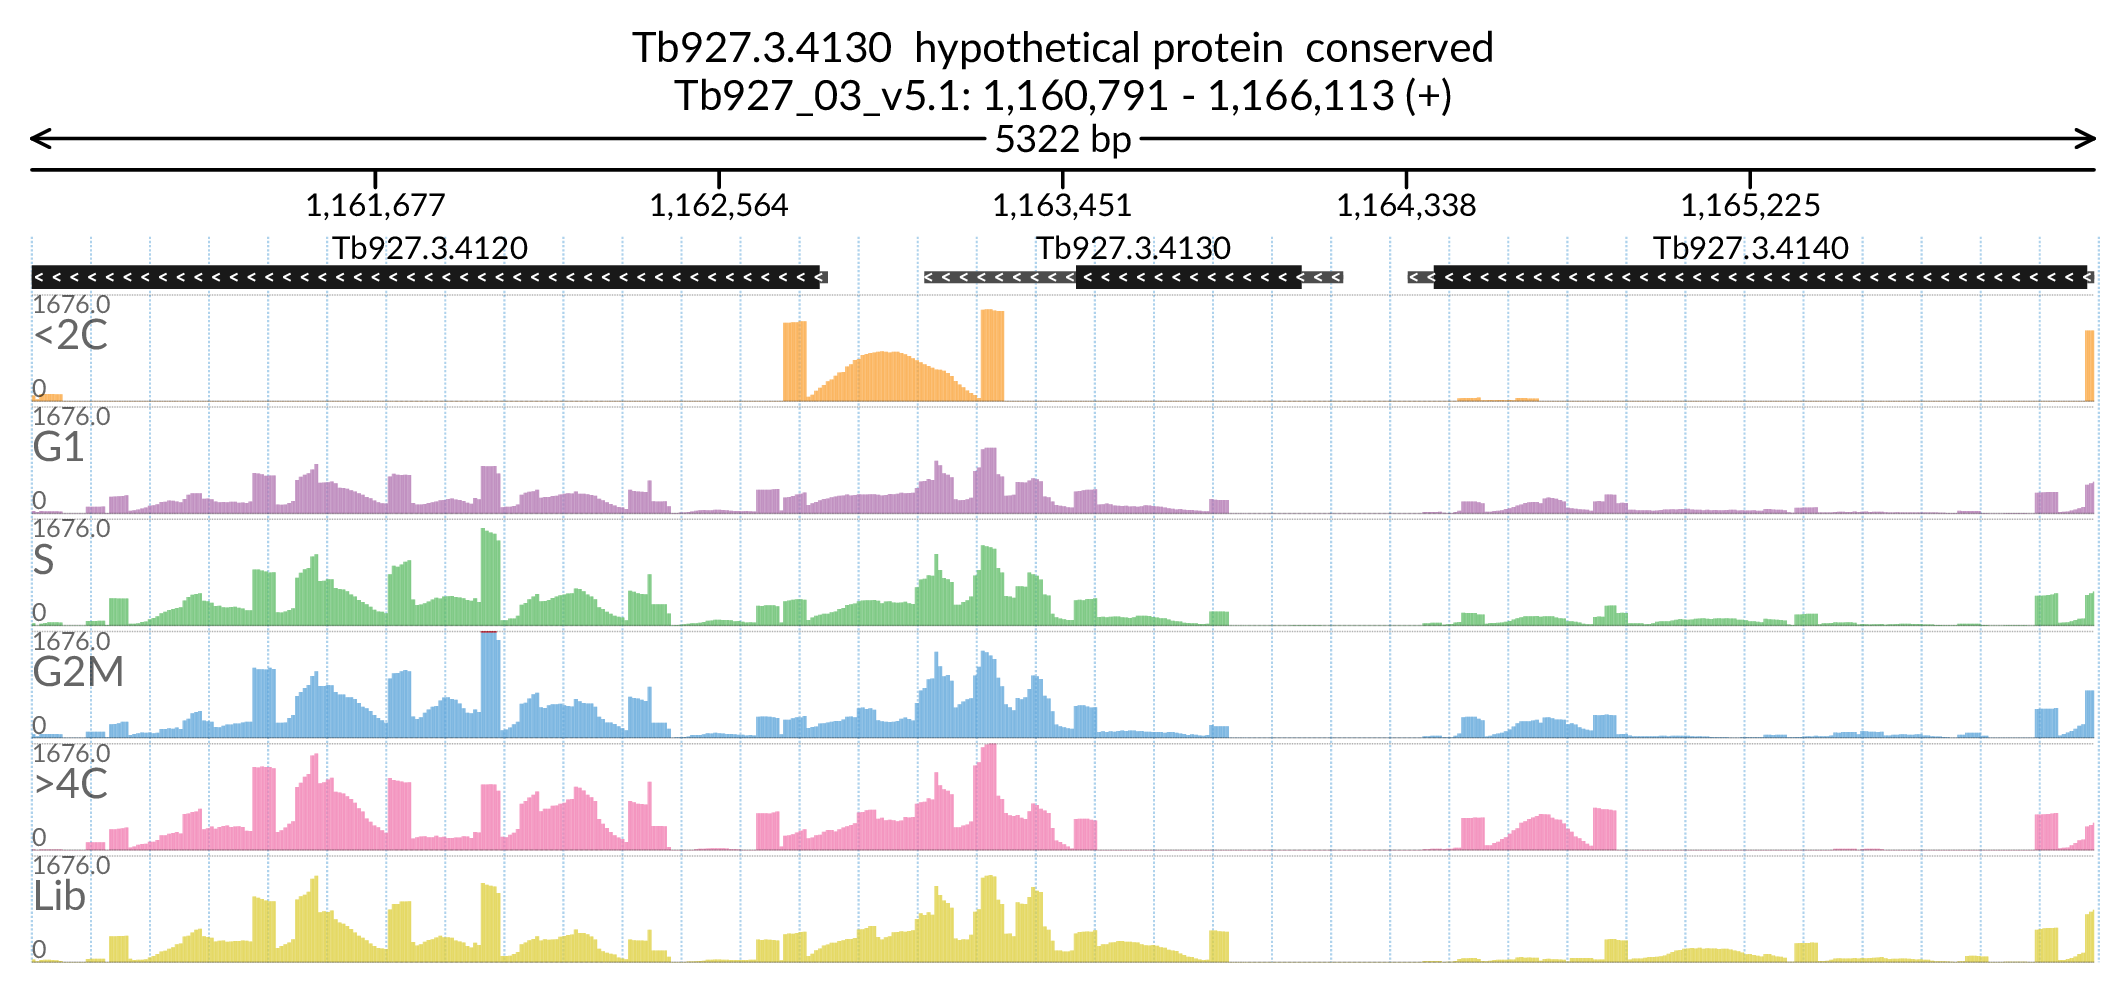 Tb927.3.4130  hypothetical protein  conserved
Tb927_03_v5.1: 1,160,791 - 1,166,113 (+)
5322 bp
1,161,677 1,162,564 1,163,451 1,164,338 1,165,225
Tb927.3.4120 Tb927.3.4130 Tb927.3.4140
1676.0
<2C
0
1676.0
G1
0
1676.0
S
0
1676.0
G2M
0
1676.0
>4C
0
1676.0
Lib
0